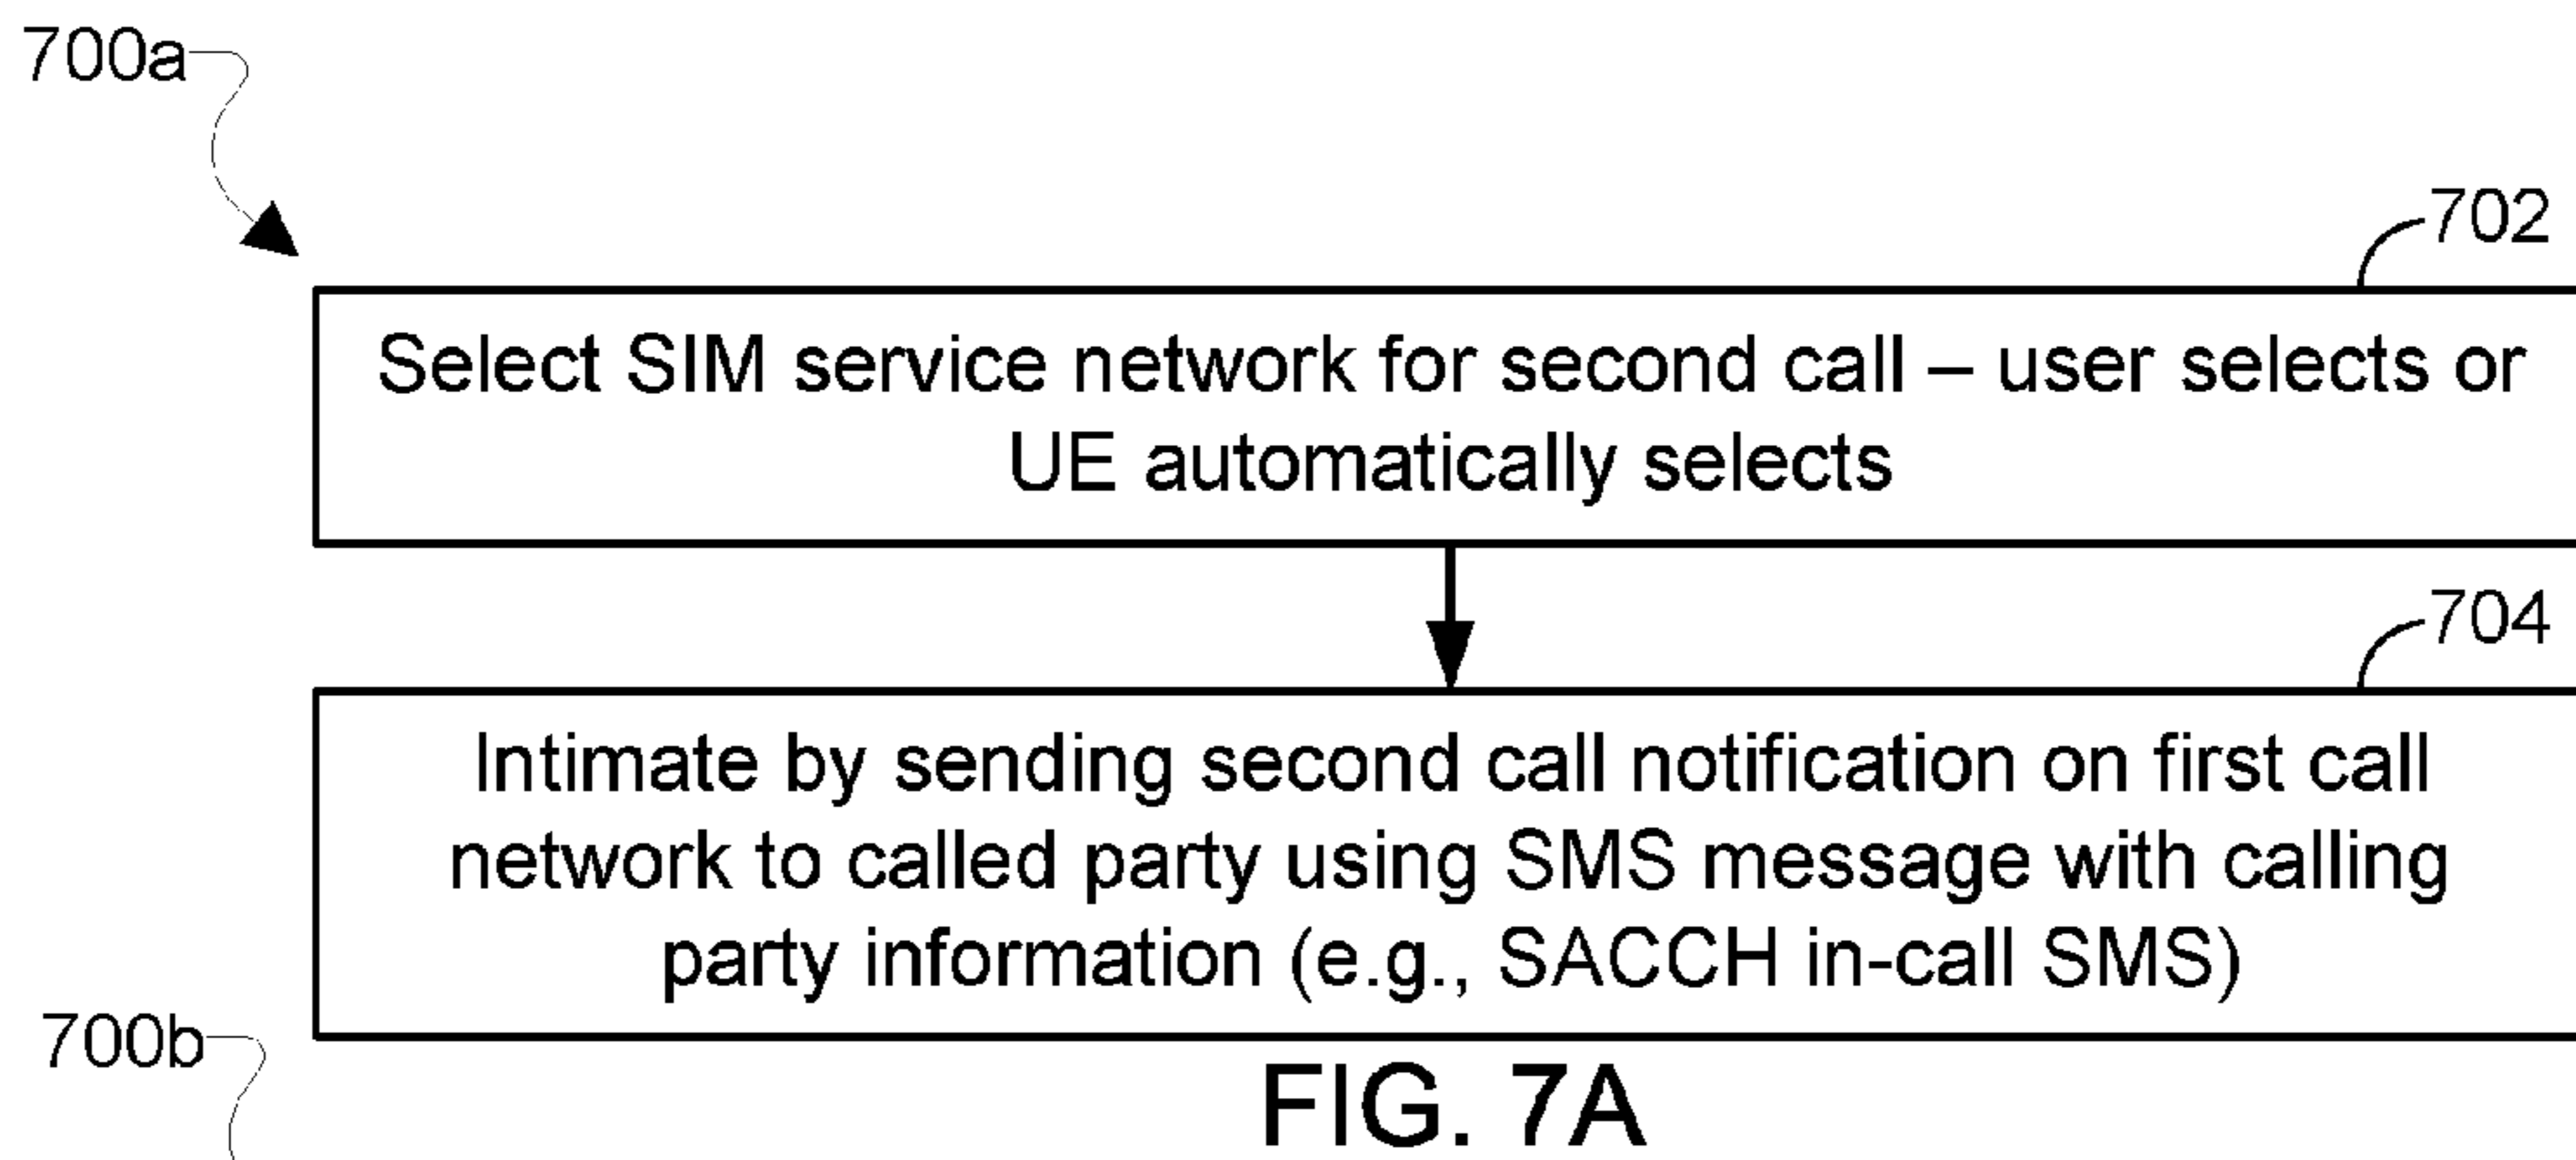 700a
702
Select SIM service network for second call – user selects or
UE automatically selects
704
Intimate by sending second call notification on first call
network to called party using SMS message with calling
party information (e.g., SACCH in-call SMS)
700b
FIG. 7A